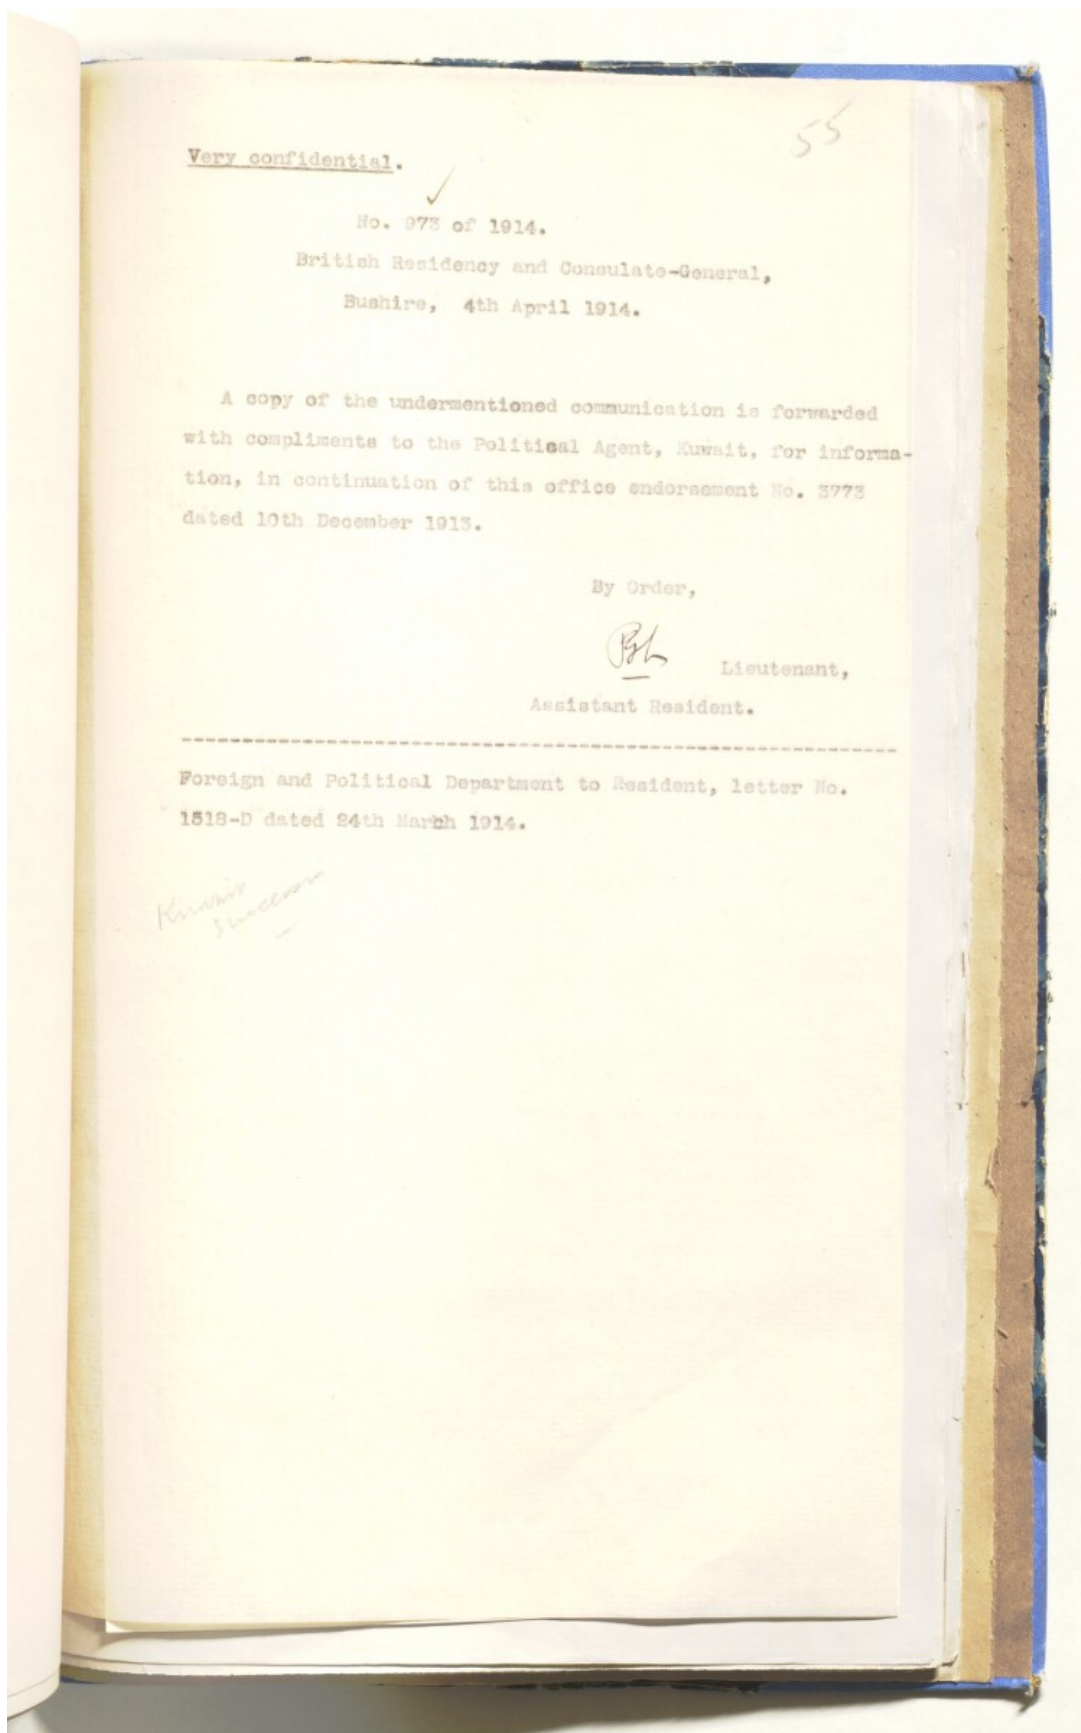 55
Very confidential.
No. 973 of 1914.
British Residency and Consulate-General,
Bushire, 4th April 1914.
A copy of the undermentioned communication is forwarded
with compliments to the Political Agent, Kuwait, for informa-
tion, in continuation of this office endorsement No. 3773
dated 10th December 1913.
By Order,
Lieutenant,
Assistant Resident.
Foreign and Political Department to Resident, letter No.
1318-D dated 24th March 1914.
Kuwait
succession